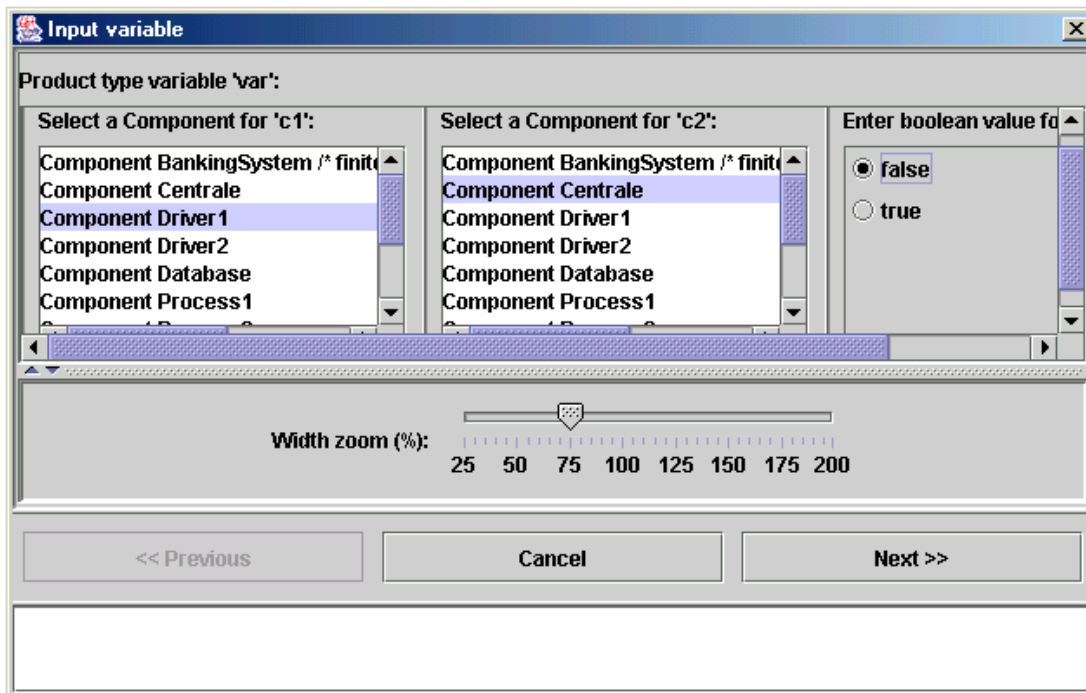 Input variable
Product type variable 'var':
Select a Component for 'c1':
Component BankingSystem /* finite
Component Centrale
Component Driver1
Component Driver2
Component Database
Component Process1
Select a Component for 'c2':
Component BankingSystem /* finite
Component Centrale
Component Driver1
Component Driver2
Component Database
Component Process1
Enter boolean value fo
false
true
Width zoom (%):
25 50 75 100 125 150 175 200
<< Previous
Cancel
Next >>